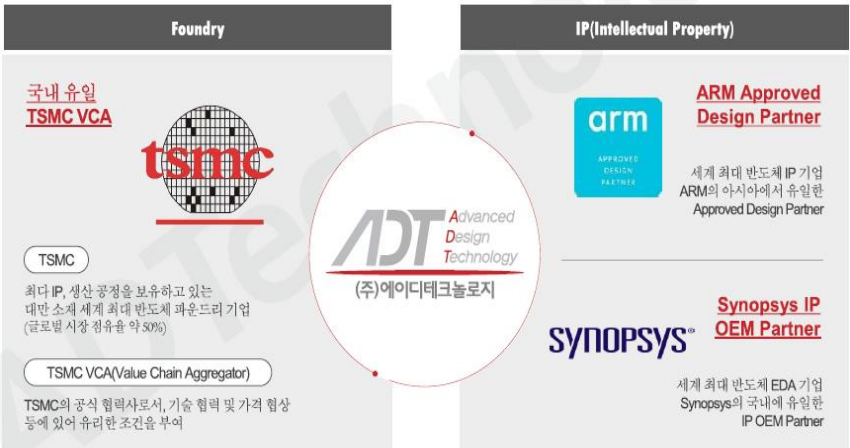 Foundry
국내 유일
TSMC VCA
tsmc
TSMC
최다 IP, 생산 공정을 보유하고 있는
대만 소재 세계 최대 반도체 파운드리 기업
(글로벌 시장 점유율 약 50%)
TSMC VCA(Value Chain Aggregator)
TSMC의 공식 협력사로서, 기술 협력 및 가격 협상
등에 있어 유리한 조건을 부여
ADT Advanced
Design
Technology
(주)에이디테크놀로지
IP(Intellectual Property)
arm
APPROVED
DESIGN
PARTNER
ARM Approved
Design Partner
세계 최대 반도체 IP 기업
ARM의 아시아에서 유일한
Approved Design Partner
SYNOPSYS®
Synopsys IP
OEM Partner
세계 최대 반도체 EDA 기업
Synopsys의 국내에 유일한
IP OEM Partner
ADTechnology